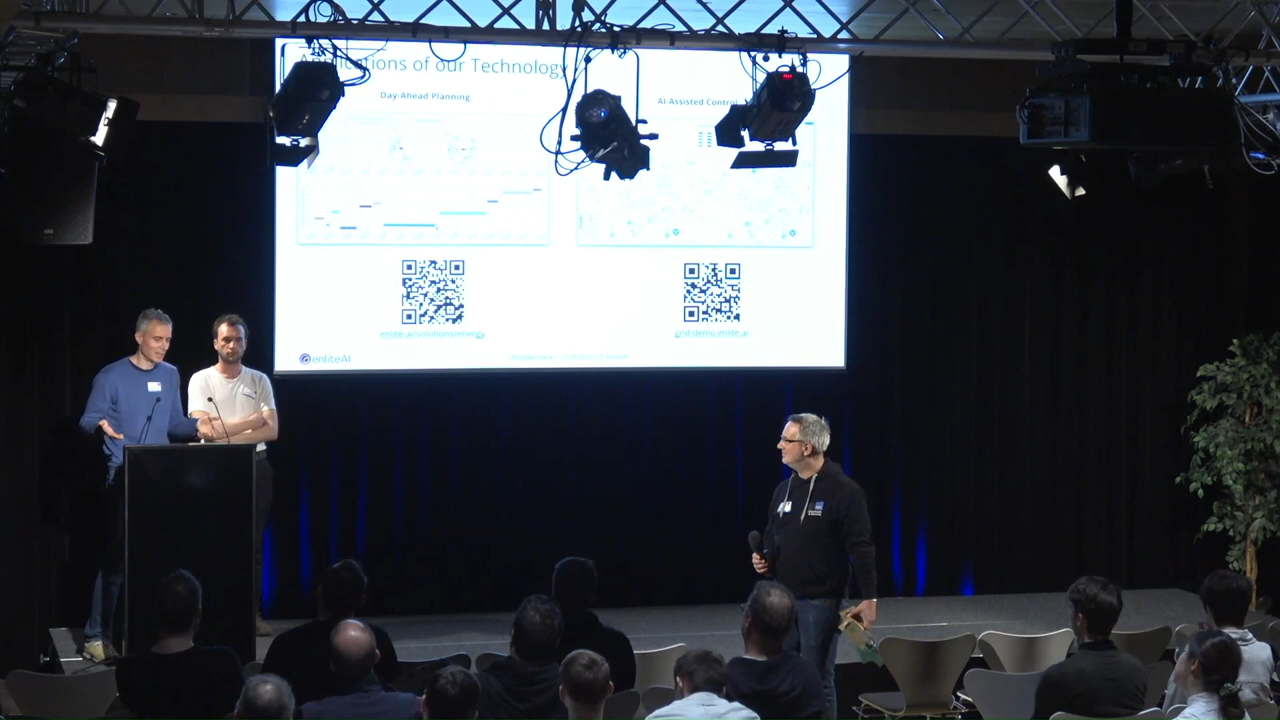 Applications of our Technology
Day-Ahead Planning
AI-Assisted Control
enlite.ai/solutions/energy
grid-demo.enlite.ai
enliteAI